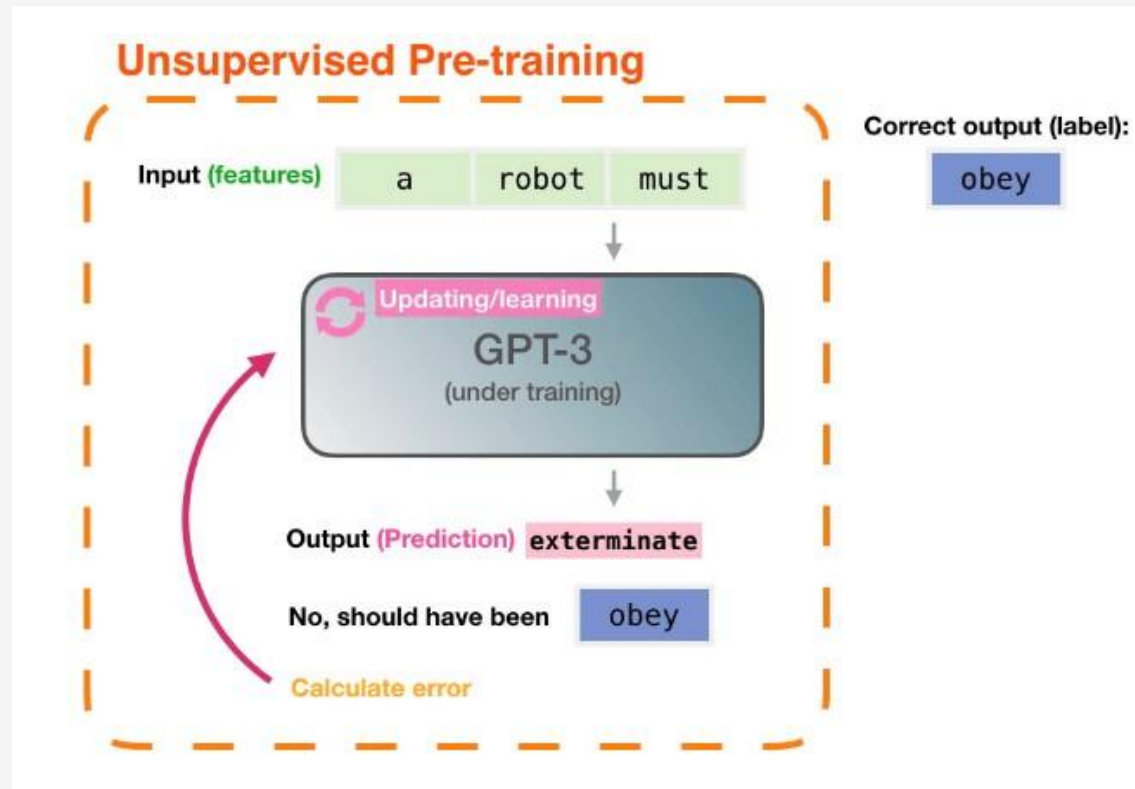 Unsupervised Pre-training
Correct output (label):
obey
Input (features) a robot must
Updating/learning
GPT-3
(under training)
Output (Prediction) exterminate
No, should have been obey
Calculate error